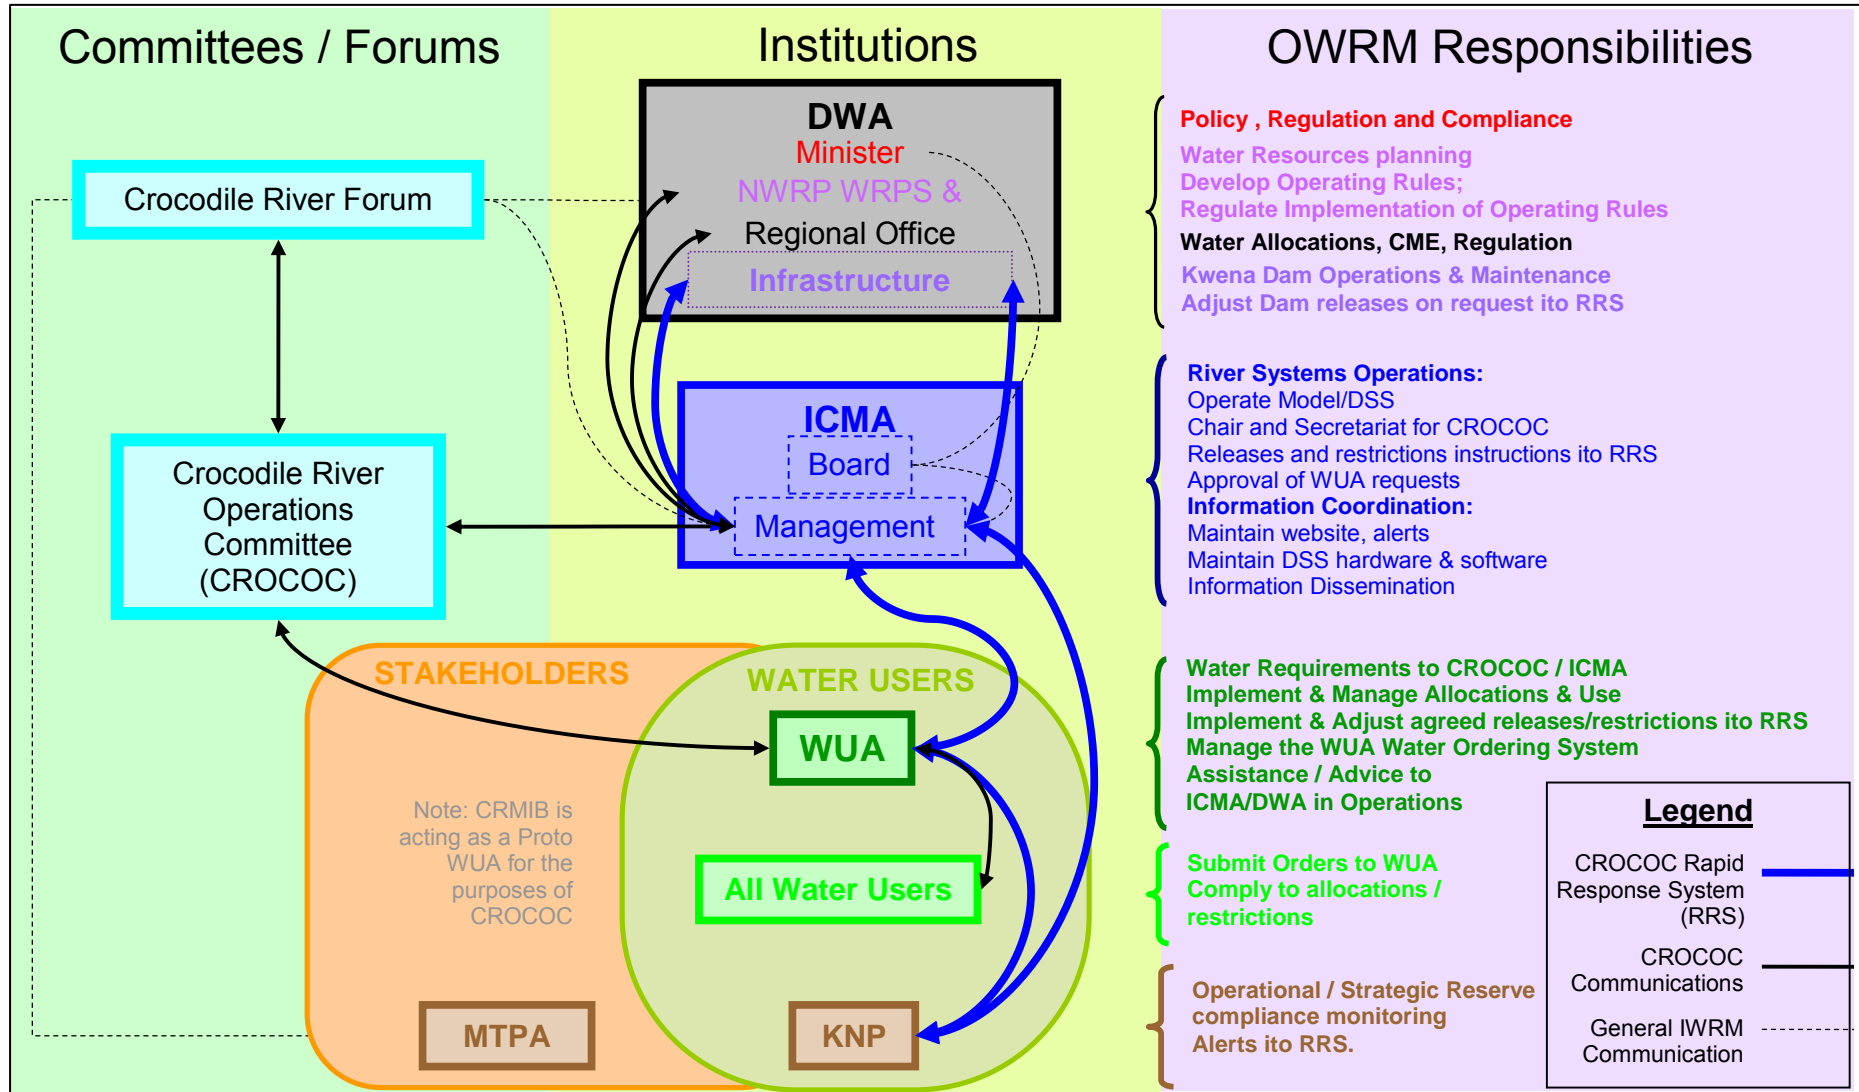 Committees / Forums
Institutions
OWRM Responsibilities
Crocodile River Forum
Crocodile River
Operations
Committee
(CROCOC)
DWA
Minister
NWRP WRPS &
Regional Office
Infrastructure
ICMA
Board
Management
STAKEHOLDERS
WATER USERS
WUA
Note: CRMIB is
acting as a Proto
WUA for the
purposes of
CROCOC
All Water Users
MTPA
KNP
Policy , Regulation and Compliance
Water Resources planning
Develop Operating Rules;
Regulate Implementation of Operating Rules
Water Allocations, CME, Regulation
Kwena Dam Operations & Maintenance
Adjust Dam releases on request ito RRS
River Systems Operations:
Operate Model/DSS
Chair and Secretariat for CROCOC
Releases and restrictions instructions ito RRS
Approval of WUA requests
Information Coordination:
Maintain website, alerts
Maintain DSS hardware & software
Information Dissemination
Water Requirements to CROCOC / ICMA
Implement & Manage Allocations & Use
Implement & Adjust agreed releases/restrictions ito RRS
Manage the WUA Water Ordering System
Assistance / Advice to
ICMA/DWA in Operations
Submit Orders to WUA
Comply to allocations /
restrictions
Operational / Strategic Reserve
compliance monitoring
Alerts ito RRS.
Legend
CROCOC Rapid
Response System
(RRS)
CROCOC
Communications
General IWRM
Communication